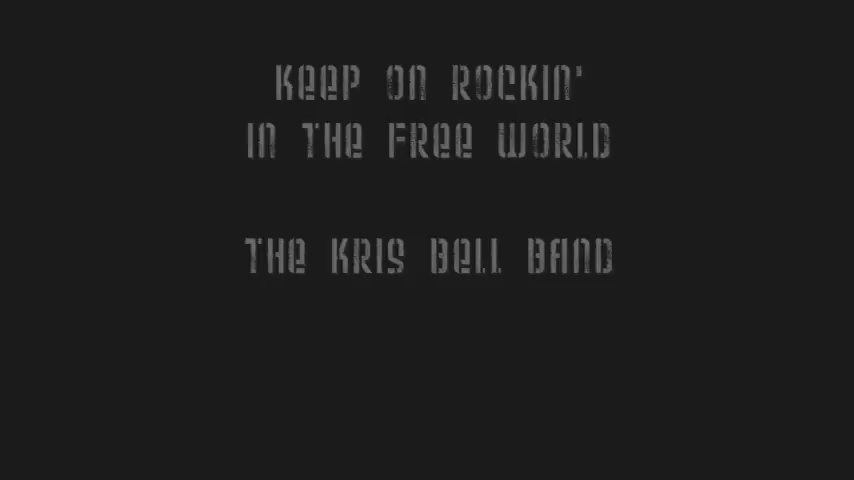 KeeP ON ROCKIN'
IN THe FRee WORLD
THe KRIS BeLL BAND